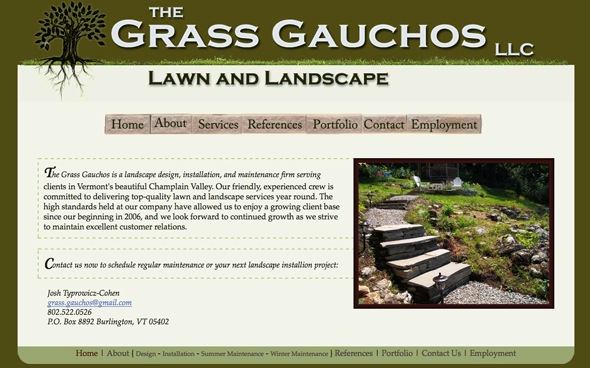 THE
GRASS GAUCHOS LLC
LAWN AND LANDSCAPE
Home About Services References Portfolio Contact Employment
The Grass Gauchos is a landscape design, installation, and maintenance firm serving
clients in Vermont's beautiful Champlain Valley. Our friendly, experienced crew is
committed to delivering top-quality lawn and landscape services year round. The
high standards held at our company have allowed us to enjoy a growing client base
since our beginning in 2006, and we look forward to continued growth as we strive
to maintain excellent customer relations.
Contact us now to schedule regular maintenance or your next landscape installion project:
Josh Typrowicz-Cohen
grass.gauchos@gmail.com
802.522.0526
P.O. Box 8892 Burlington, VT 05402
Home | About | Design - Installation - Summer Maintenance - Winter Maintenance | References | Portfolio | Contact Us | Employment